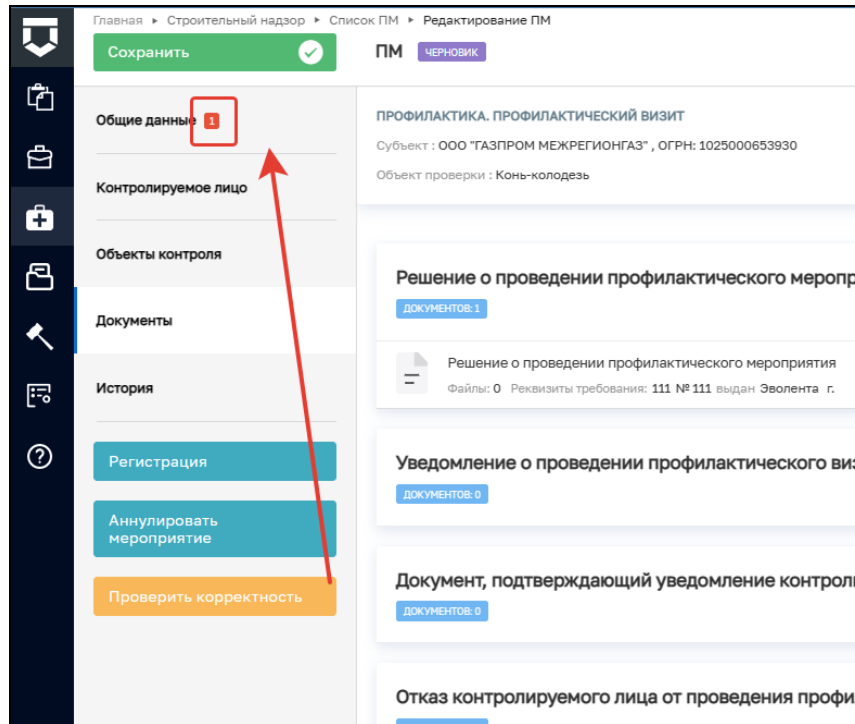 Главная ▸ Строительный надзор ▸ Список ПМ ▸ Редактирование ПМ
Сохранить
ПМ ЧЕРНОВИК
Общие данные 1
Контролируемое лицо
Объекты контроля
Документы
История
Регистрация
Аннулировать
мероприятие
Проверить корректность
ПРОФИЛАКТИКА. ПРОФИЛАКТИЧЕСКИЙ ВИЗИТ
Субъект : ООО "ГАЗПРОМ МЕЖРЕГИОНГАЗ" , ОГРН: 1025000653930
Объект проверки : Конь-колодезь
Решение о проведении профилактического меропр
ДОКУМЕНТОВ: 1
Решение о проведении профилактического мероприятия
Файлы: 0 Реквизиты требования: 111 № 111 выдан Эволента г.
Уведомление о проведении профилактического виз
ДОКУМЕНТОВ: 0
Документ, подтверждающий уведомление контрол
ДОКУМЕНТОВ: 0
Отказ контролируемого лица от проведения профи